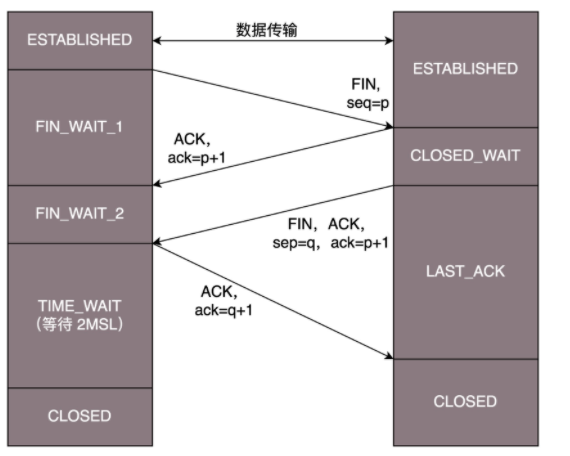 ESTABLISHED
数据传输
ESTABLISHED
FIN,
seq=p
FIN_WAIT_1
ACK,
ack=p+1
CLOSED_WAIT
FIN_WAIT_2
FIN, ACK,
sep=q, ack=p+1
LAST_ACK
TIME_WAIT
(等待 2MSL)
ACK,
ack=q+1
CLOSED
CLOSED